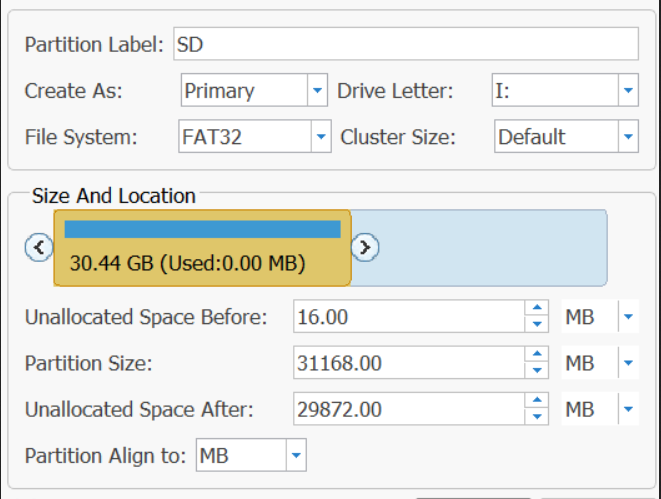 Partition Label: SD
Create As: Primary Drive Letter: I:
File System: FAT32 Cluster Size: Default
Size And Location
30.44 GB (Used:0.00 MB)
Unallocated Space Before: 16.00 MB
Partition Size: 31168.00 MB
Unallocated Space After: 29872.00 MB
Partition Align to: MB